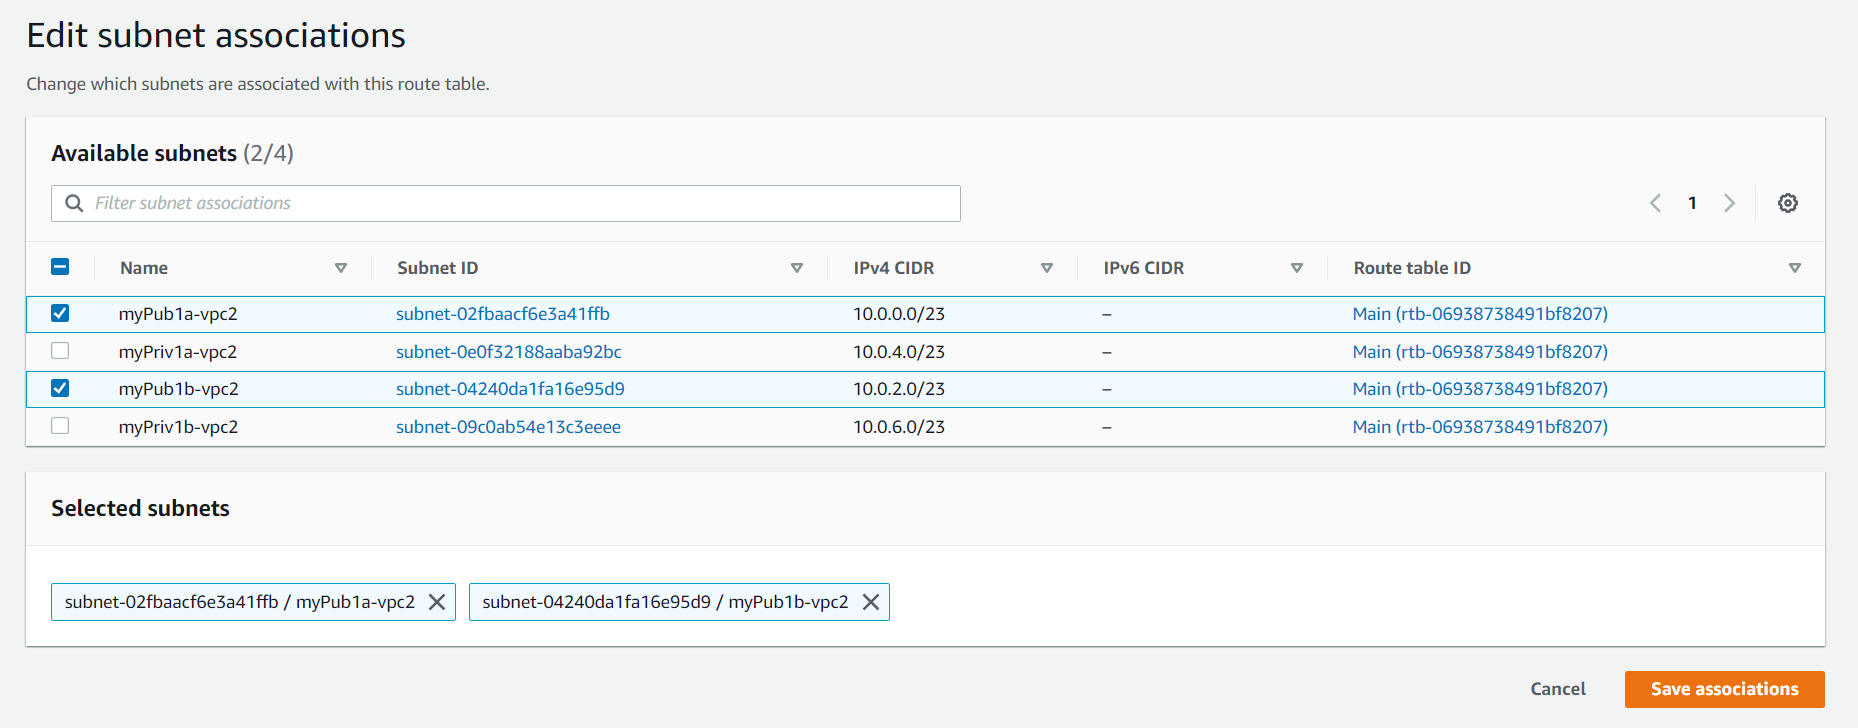 Edit subnet associations
Change which subnets are associated with this route table.
Available subnets (2/4)
Filter subnet associations
1
Name Subnet ID IPv4 CIDR IPv6 CIDR Route table ID
myPub1a-vpc2 subnet-02fbaacf6e3a41ffb 10.0.0.0/23 – Main (rtb-06938738491bf8207)
myPriv1a-vpc2 subnet-0e0f32188aaba92bc 10.0.4.0/23 – Main (rtb-06938738491bf8207)
myPub1b-vpc2 subnet-04240da1fa16e95d9 10.0.2.0/23 – Main (rtb-06938738491bf8207)
myPriv1b-vpc2 subnet-09c0ab54e13c3eeee 10.0.6.0/23 – Main (rtb-06938738491bf8207)
Selected subnets
subnet-02fbaacf6e3a41ffb / myPub1a-vpc2 subnet-04240da1fa16e95d9 / myPub1b-vpc2
Cancel Save associations